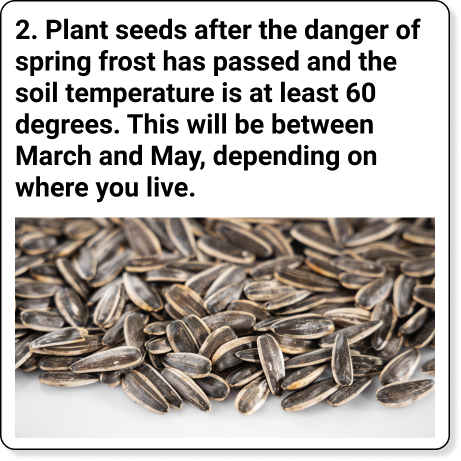 2. Plant seeds after the danger of
spring frost has passed and the
soil temperature is at least 60
degrees. This will be between
March and May, depending on
where you live.